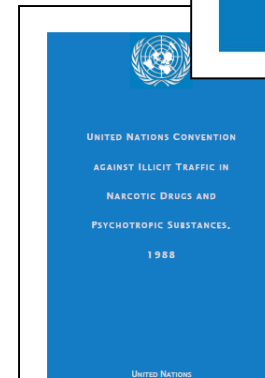 UNITED NATIONS CONVENTION
AGAINST ILLICIT TRAFFIC IN
NARCOTIC DRUGS AND
PSYCHOTROPIC SUBSTANCES,
1988
UNITED NATIONS